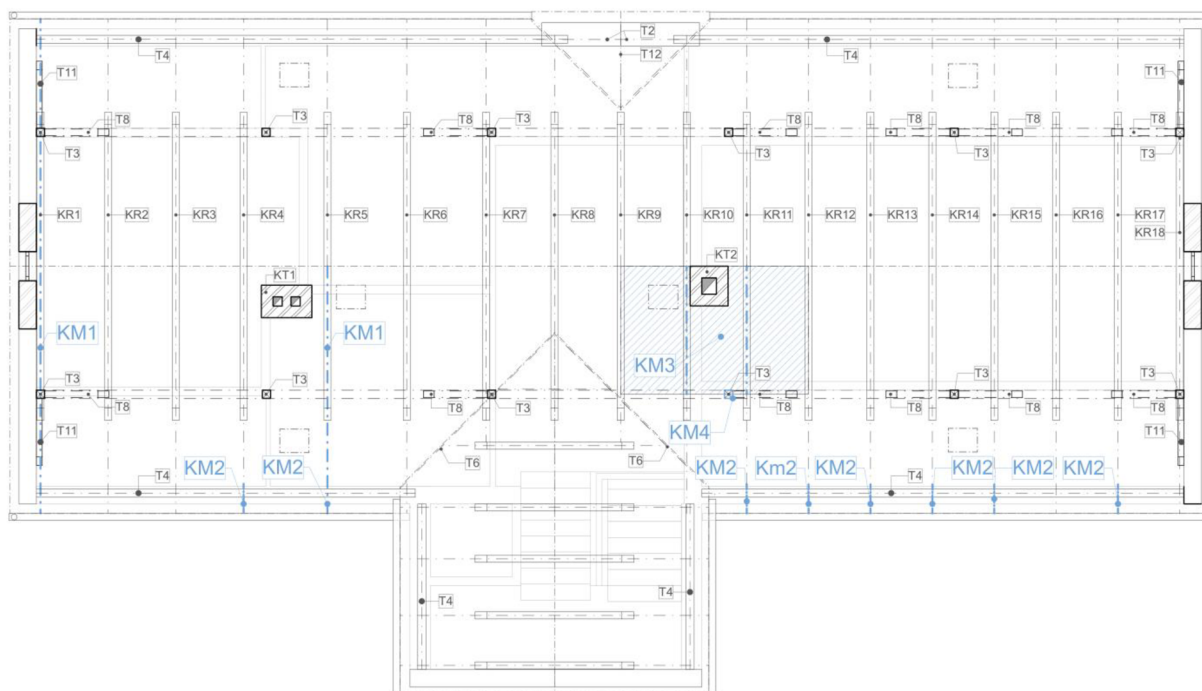 T2
T4
T12
T4
T11
T11
T8
T3
T8
T3
T8
T8
T8
T8
T3
T3
T3
T3
KR1
KR2
KR3
KR4
KR5
KR6
KR7
KR8
KR9
KR10
KR11
KR12
KR13
KR14
KR15
KR16
KR17
KR18
KT1
KT2
KM1
KM1
KM3
T3
T3
T3
T3
T3
T8
T8
T3
T8
T8
T8
T8
KM4
T11
T6
T6
T11
KM2
KM2
KM2
Km2
KM2
KM2
KM2
KM2
T4
T4
T4
T4